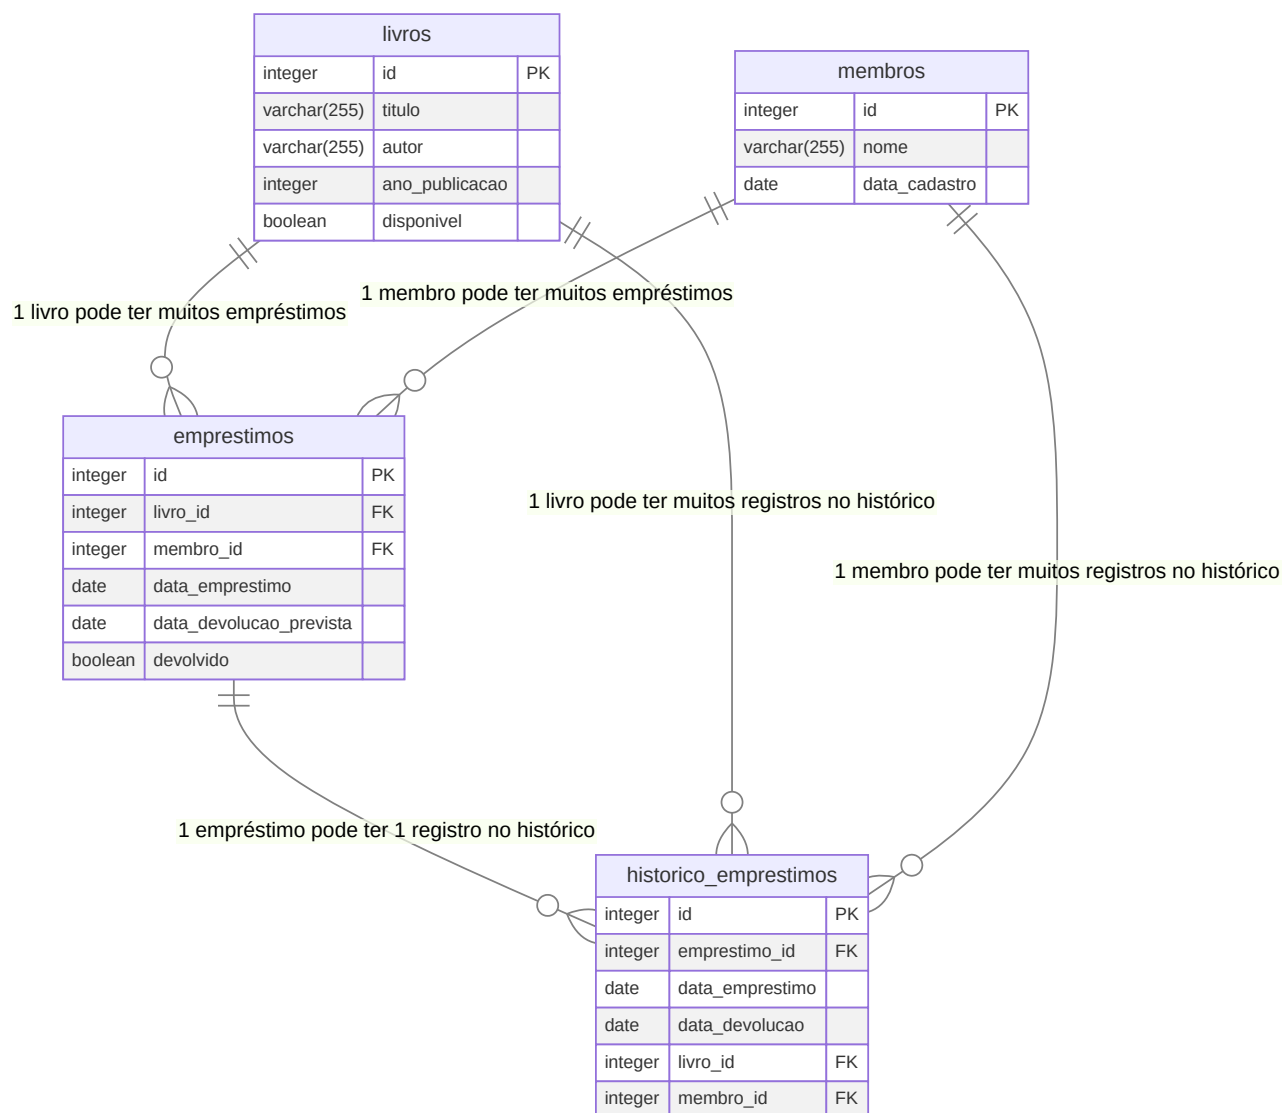 livros
integer id PK
varchar(255) titulo
varchar(255) autor
integer ano_publicacao
boolean disponivel
membros
integer id PK
varchar(255) nome
date data_cadastro
1 livro pode ter muitos empréstimos
1 membro pode ter muitos empréstimos
emprestimos
integer id PK
integer livro_id FK
integer membro_id FK
date data_emprestimo
date data_devolucao_prevista
boolean devolvido
1 livro pode ter muitos registros no histórico
1 membro pode ter muitos registros no histórico
1 empréstimo pode ter 1 registro no histórico
historico_emprestimos
integer id PK
integer emprestimo_id FK
date data_emprestimo
date data_devolucao
integer livro_id FK
integer membro_id FK